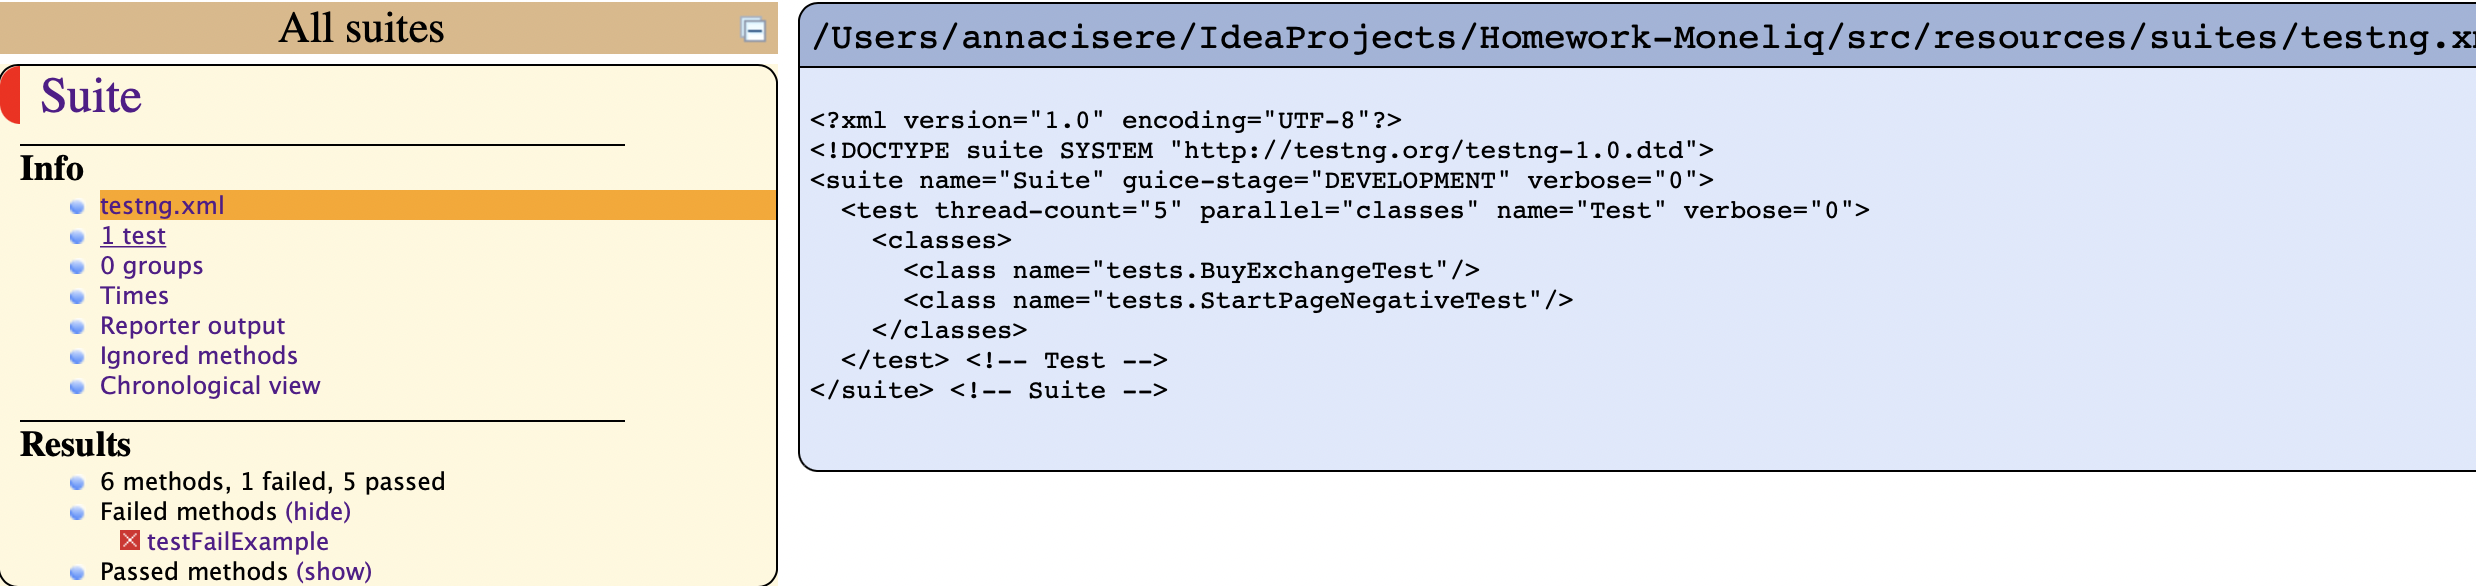 All suites
Suite
Info
testng.xml
1 test
0 groups
Times
Reporter output
Ignored methods
Chronological view
Results
6 methods, 1 failed, 5 passed
Failed methods (hide)
testFailExample
Passed methods (show)
/Users/annacisere/IdeaProjects/Homework-Moneliq/src/resources/suites/testng.x
<?xml version="1.0" encoding="UTF-8"?>
<!DOCTYPE suite SYSTEM "http://testng.org/testng-1.0.dtd">
<suite name="Suite" guice-stage="DEVELOPMENT" verbose="0">
  <test thread-count="5" parallel="classes" name="Test" verbose="0">
    <classes>
      <class name="tests.BuyExchangeTest"/>
      <class name="tests.StartPageNegativeTest"/>
    </classes>
  </test> <!-- Test -->
</suite> <!-- Suite -->